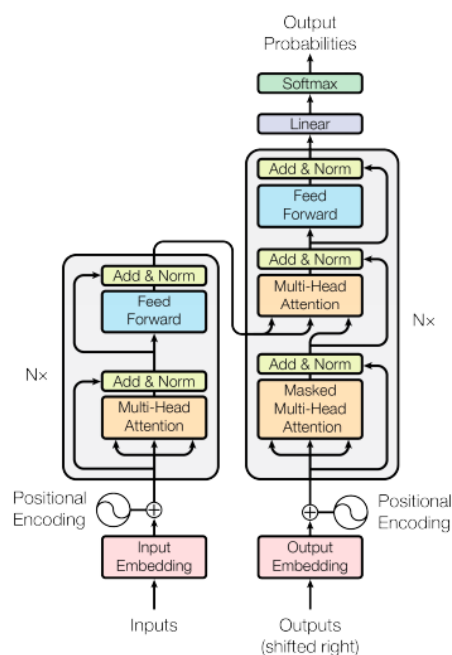 Output
Probabilities
Softmax
Linear
Add & Norm
Feed
Forward
Add & Norm
Multi-Head
Attention
Add & Norm
Masked
Multi-Head
Attention
N×
Add & Norm
Feed
Forward
Add & Norm
Multi-Head
Attention
N×
Positional
Encoding
Positional
Encoding
Input
Embedding
Output
Embedding
Inputs
Outputs
(shifted right)